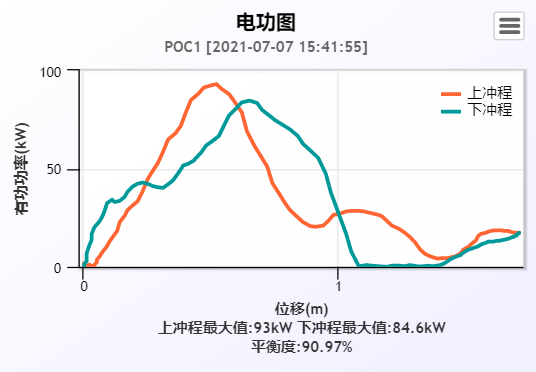 电功图
POC1 [2021-07-07 15:41:55]
上冲程
下冲程
有功功率(kW)
100
50
0
0
1
位移(m)
上冲程最大值:93kW 下冲程最大值:84.6kW
平衡度:90.97%